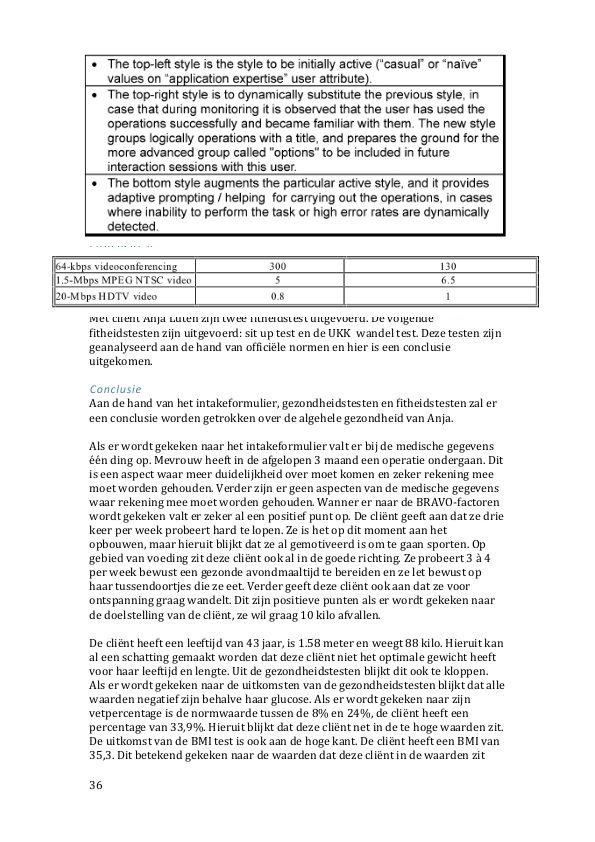 • The top-left style is the style to be initially active ("casual" or "naïve"
values on "application expertise" user attribute).
• The top-right style is to dynamically substitute the previous style, in
case that during monitoring it is observed that the user has used the
operations successfully and became familiar with them. The new style
groups logically operations with a title, and prepares the ground for the
more advanced group called "options" to be included in future
interaction sessions with this user.
• The bottom style augments the particular active style, and it provides
adaptive prompting / helping for carrying out the operations, in cases
where inability to perform the task or high error rates are dynamically
detected.
64-kbps videoconferencing 300 130
1.5-Mbps MPEG NTSC video 5 6.5
20-Mbps HDTV video 0.8 1
Met cliënt Anja Luten zijn twee fitheidstest uitgevoerd. De volgende
fitheidstesten zijn uitgevoerd: sit up test en de UKK wandel test. Deze testen zijn
geanalyseerd aan de hand van officiële normen en hier is een conclusie
uitgekomen.
Conclusie
Aan de hand van het intakeformulier, gezondheidstesten en fitheidstesten zal er
een conclusie worden getrokken over de algehele gezondheid van Anja.
Als er wordt gekeken naar het intakeformulier valt er bij de medische gegevens
één ding op. Mevrouw heeft in de afgelopen 3 maand een operatie ondergaan. Dit
is een aspect waar meer duidelijkheid over moet komen en zeker rekening mee
moet worden gehouden. Verder zijn er geen aspecten van de medische gegevens
waar rekening mee moet worden gehouden. Wanner er naar de BRAVO-factoren
wordt gekeken valt er zeker al een positief punt op. De cliënt geeft aan dat ze drie
keer per week probeert hard te lopen. Ze is het op dit moment aan het
opbouwen, maar hieruit blijkt dat ze al gemotiveerd is om te gaan sporten. Op
gebied van voeding zit deze cliënt ook al in de goede richting. Ze probeert 3 à 4
per week bewust een gezonde avondmaaltijd te bereiden en ze let bewust op
haar tussendoortjes die ze eet. Verder geeft deze cliënt ook aan dat ze voor
ontspanning graag wandelt. Dit zijn positieve punten als er wordt gekeken naar
de doelstelling van de cliënt, ze wil graag 10 kilo afvallen.
De cliënt heeft een leeftijd van 43 jaar, is 1.58 meter en weegt 88 kilo. Hieruit kan
al een schatting gemaakt worden dat deze cliënt niet het optimale gewicht heeft
voor haar leeftijd en lengte. Uit de gezondheidstesten blijkt dit ook te kloppen.
Als er wordt gekeken naar de uitkomsten van de gezondheidstesten blijkt dat alle
waarden negatief zijn behalve haar glucose. Als er wordt gekeken naar zijn
vetpercentage is de normwaarde tussen de 8% en 24%, de cliënt heeft een
percentage van 33,9%. Hieruit blijkt dat deze cliënt net in de te hoge waarden zit.
De uitkomst van de BMI test is ook aan de hoge kant. De cliënt heeft een BMI van
35,3. Dit betekend gekeken naar de waarden dat deze cliënt in de waarden zit
36